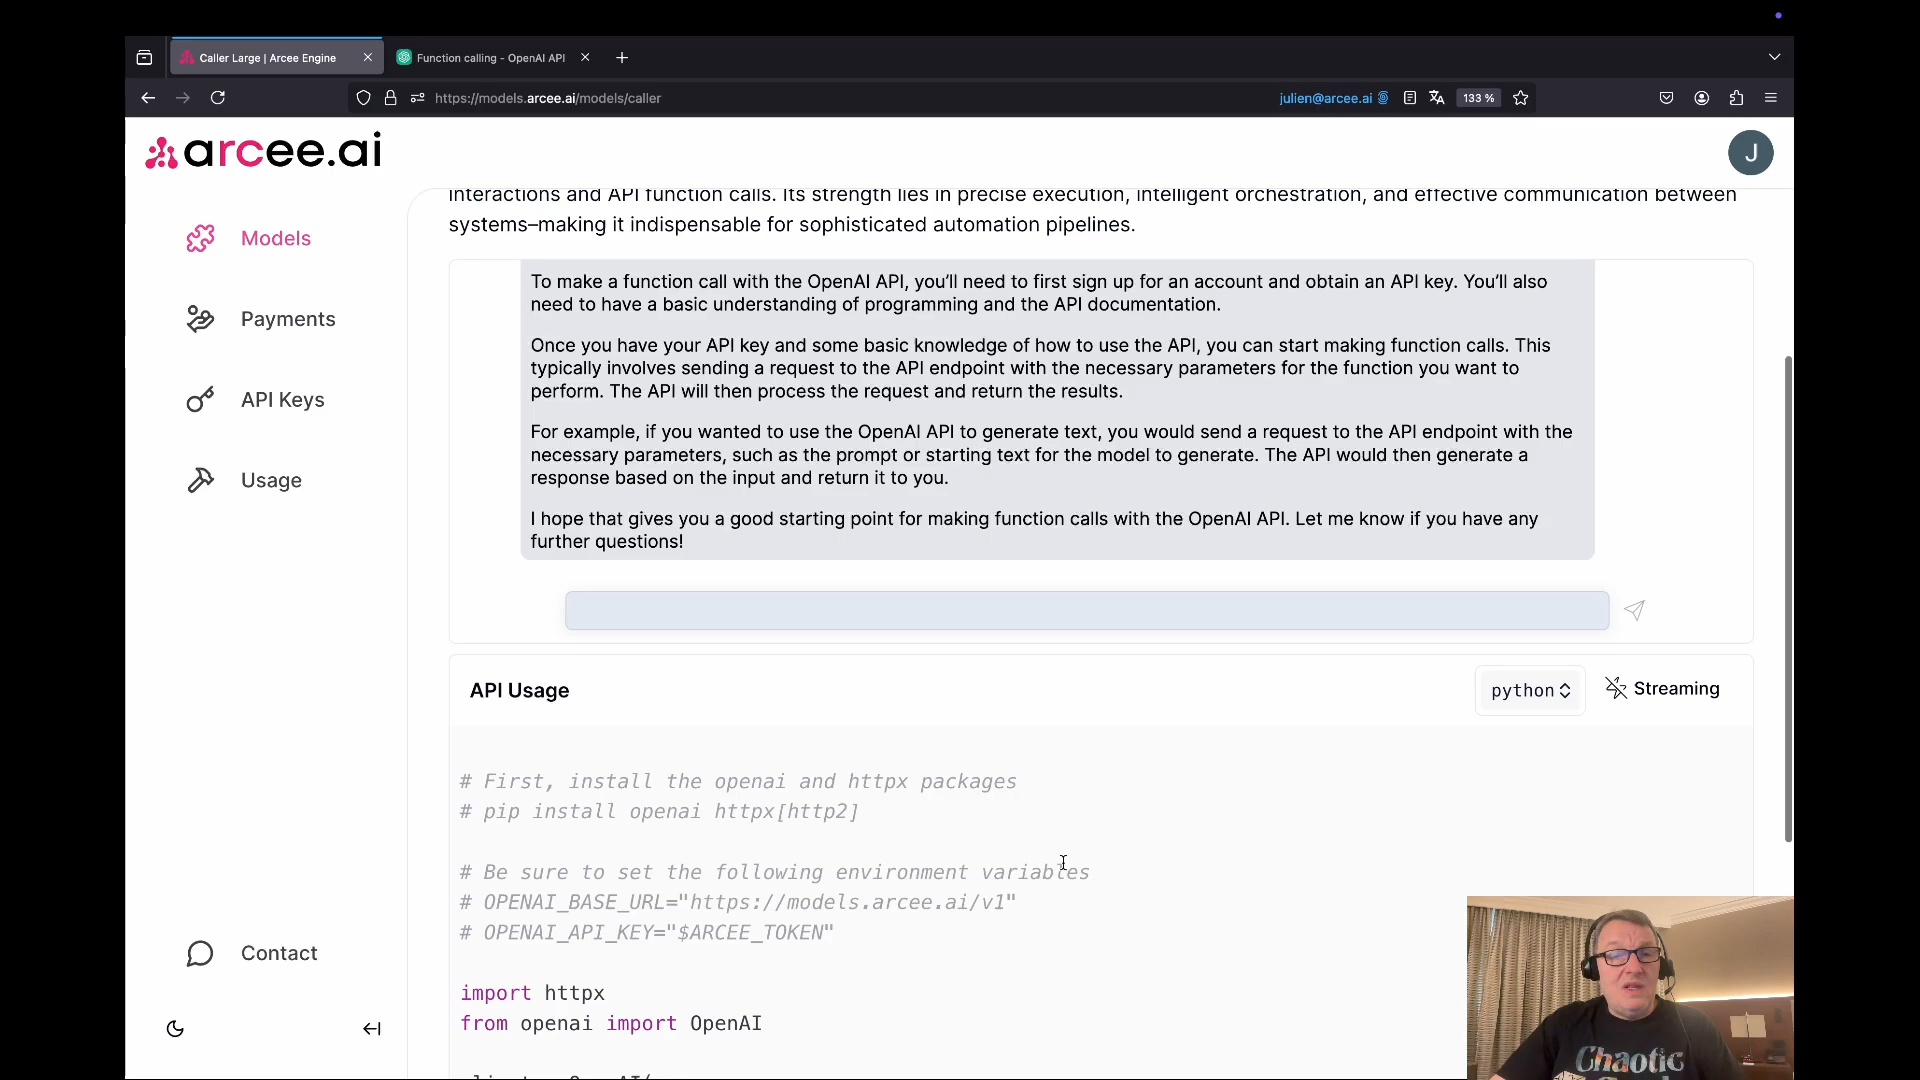 Caller Large | Arcee Engine
Function calling - OpenAI API
https://models.arcee.ai/models/caller
julien@arcee.ai
133 %
arcee.ai
J
Models
Payments
API Keys
Usage
Contact
interactions and API function calls. Its strength lies in precise execution, intelligent orchestration, and effective communication between
systems–making it indispensable for sophisticated automation pipelines.
To make a function call with the OpenAI API, you’ll need to first sign up for an account and obtain an API key. You’ll also
need to have a basic understanding of programming and the API documentation.
Once you have your API key and some basic knowledge of how to use the API, you can start making function calls. This
typically involves sending a request to the API endpoint with the necessary parameters for the function you want to
perform. The API will then process the request and return the results.
For example, if you wanted to use the OpenAI API to generate text, you would send a request to the API endpoint with the
necessary parameters, such as the prompt or starting text for the model to generate. The API would then generate a
response based on the input and return it to you.
I hope that gives you a good starting point for making function calls with the OpenAI API. Let me know if you have any
further questions!
API Usage
python
Streaming
# First, install the openai and httpx packages
# pip install openai httpx[http2]
# Be sure to set the following environment variables
# OPENAI_BASE_URL="https://models.arcee.ai/v1"
# OPENAI_API_KEY="$ARCEE_TOKEN"
import httpx
from openai import OpenAI
Chaotic